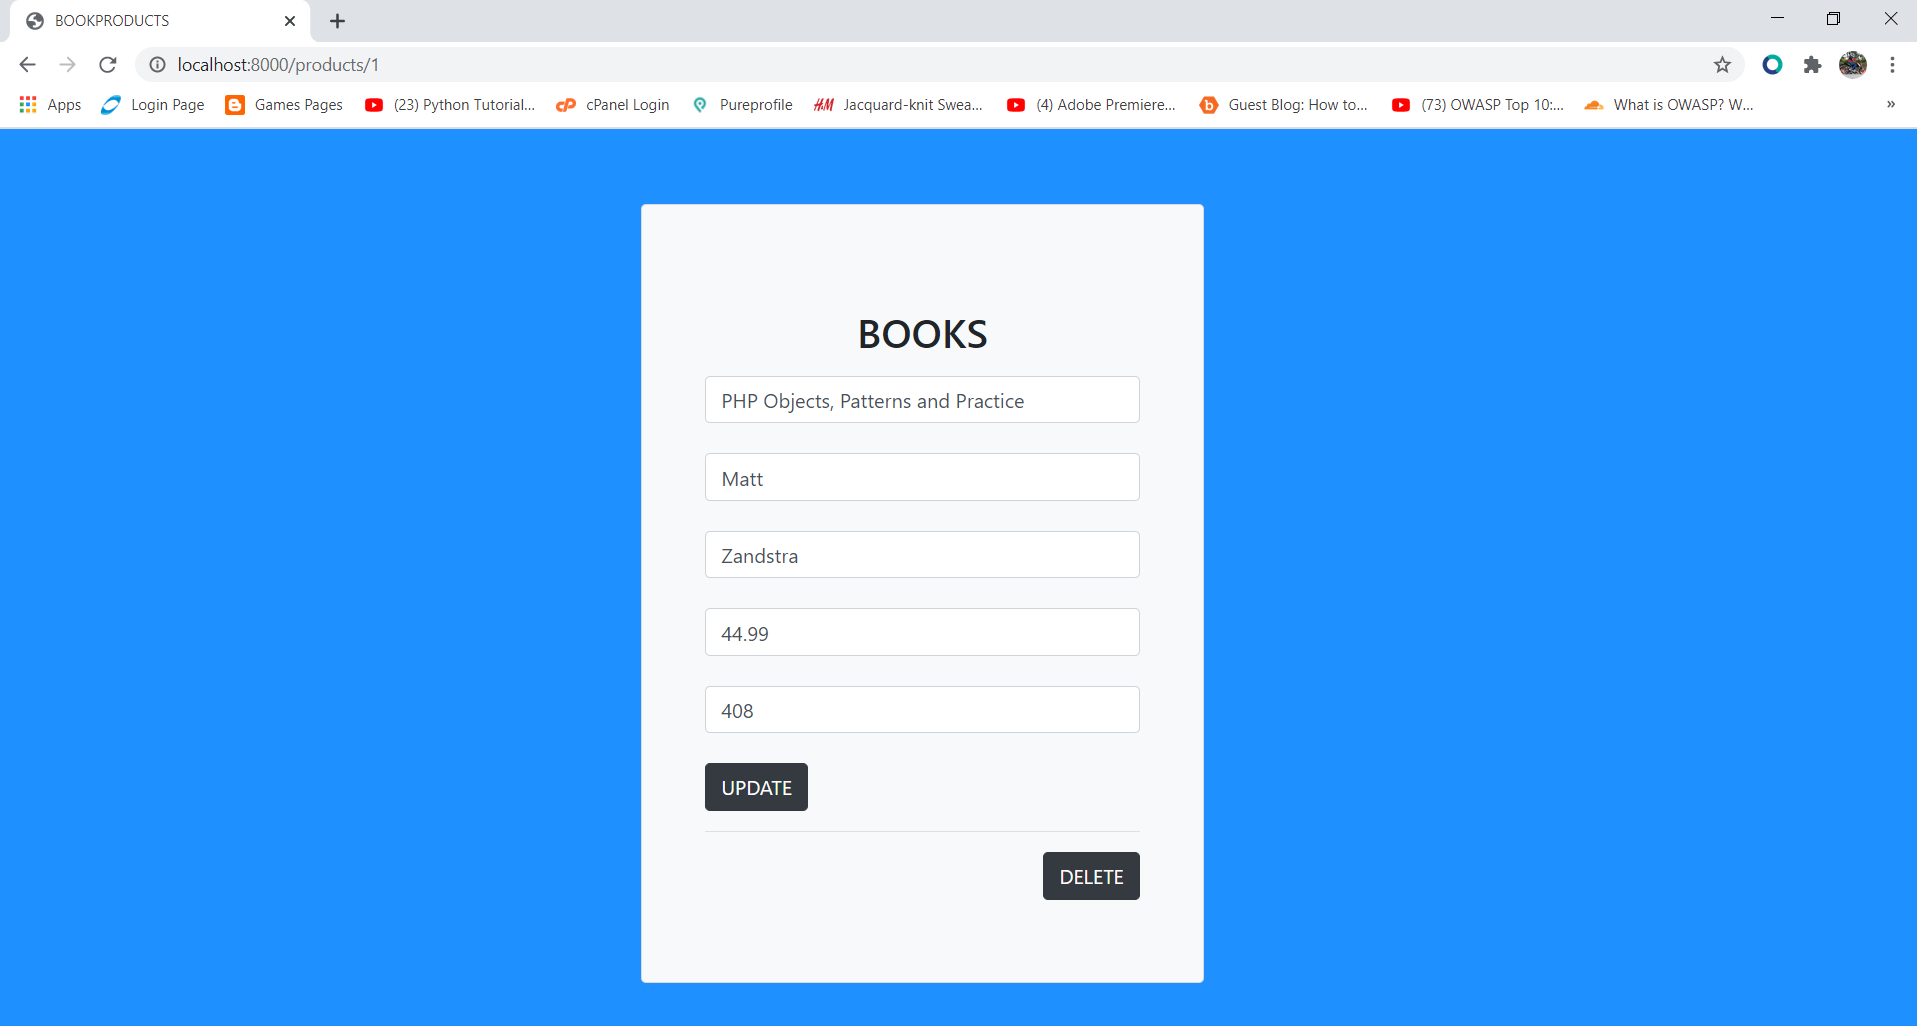 BOOKPRODUCTS
localhost:8000/products/1
Apps Login Page Games Pages (23) Python Tutorial... cPanel Login Pureprofile H&M Jacquard-knit Swea... (4) Adobe Premiere... Guest Blog: How to... (73) OWASP Top 10:... What is OWASP? W... »
BOOKS
PHP Objects, Patterns and Practice
Matt
Zandstra
44.99
408
UPDATE
DELETE